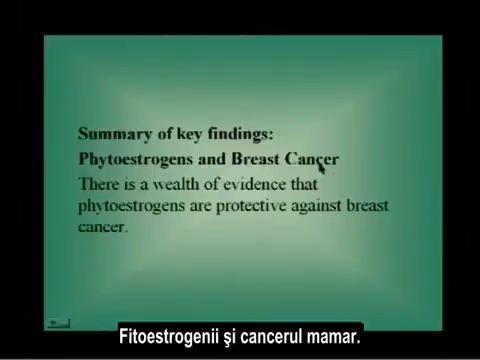 Summary of key findings:
Phytoestrogens and Breast Cancer
There is a wealth of evidence that
phytoestrogens are protective against breast
cancer.
Fitoestrogenii şi cancerul mamar.